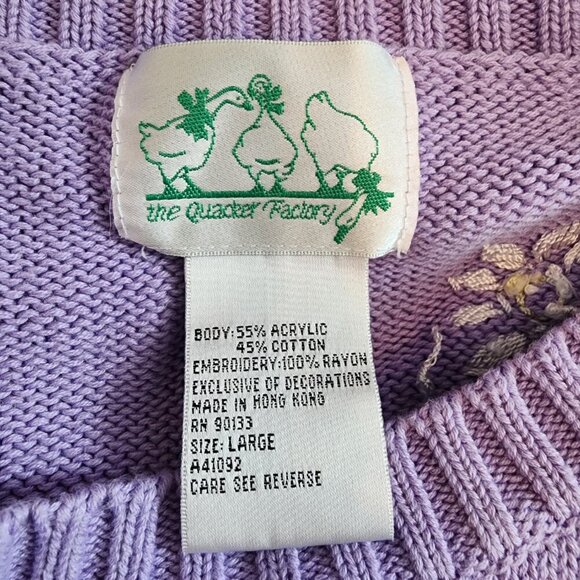 the Quacker Factory
BODY: 55% ACRYLIC
45% COTTON
EMBROIDERY: 100% RAYON
EXCLUSIVE OF DECORATIONS
MADE IN HONG KONG
RN 90133
SIZE: LARGE
A41092
CARE SEE REVERSE